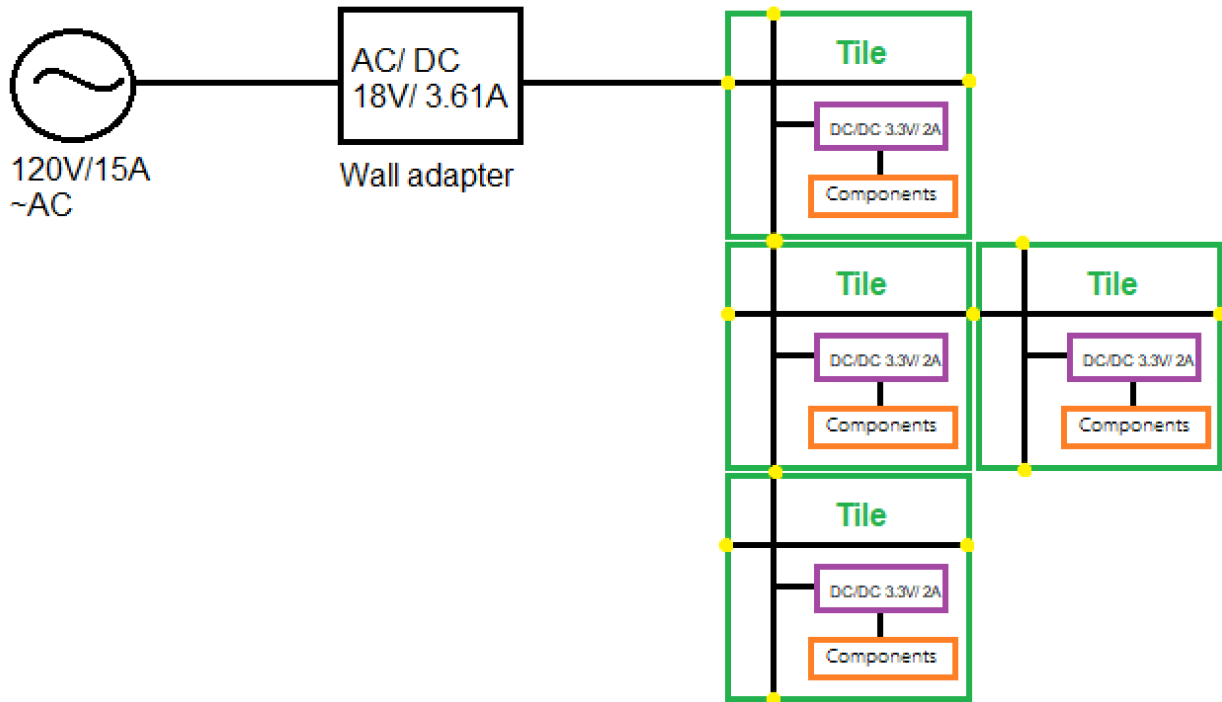 AC/ DC
18V/ 3.61A
120V/15A
~AC
Wall adapter
Tile
DC/DC 3.3V/ 2A
Components
Tile
DC/DC 3.3V/ 2A
Components
Tile
DC/DC 3.3V/ 2A
Components
Tile
DC/DC 3.3V/ 2A
Components